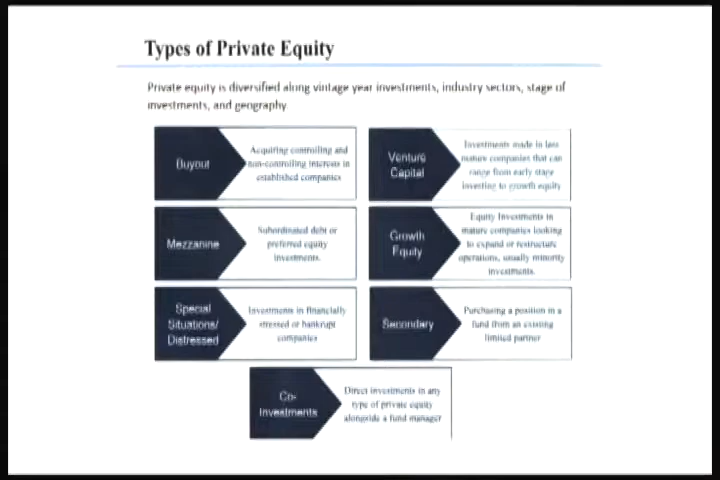 Types of Private Equity
Private equity is diversified along vintage year investments, industry sectors, stage of
investments, and geography.
Buyout
Acquiring controlling and
non-controlling interests in
established companies
Venture
Capital
Investments made in less
mature companies that can
range from early stage
investing to growth equity
Mezzanine
Subordinated debt or
preferred equity
investments.
Growth
Equity
Equity Investments in
mature companies looking
to expand or restructure
operations, usually minority
investments.
Special
Situations/
Distressed
Investments in financially
stressed or bankrupt
companies
Secondary
Purchasing a position in a
fund from an existing
limited partner
Co-
Investments
Direct investments in any
type of private equity
alongside a fund manager